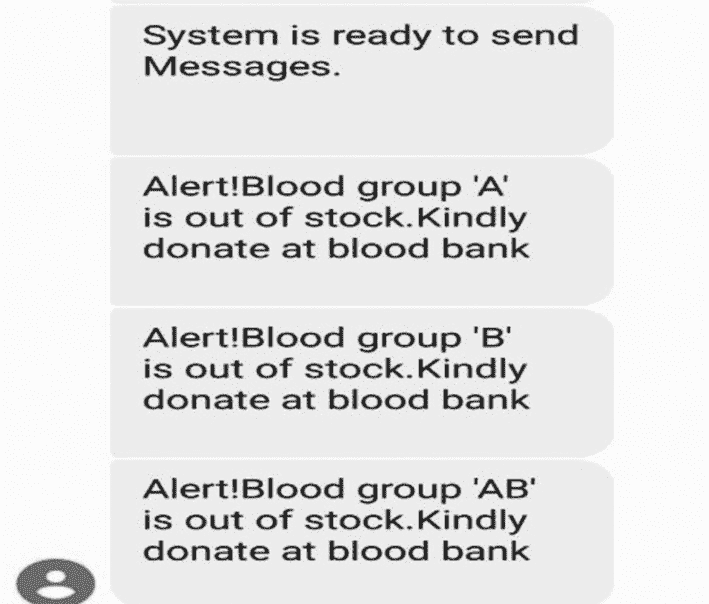 System is ready to send
Messages.
Alert!Blood group 'A'
is out of stock.Kindly
donate at blood bank
Alert!Blood group 'B'
is out of stock.Kindly
donate at blood bank
Alert!Blood group 'AB'
is out of stock.Kindly
donate at blood bank